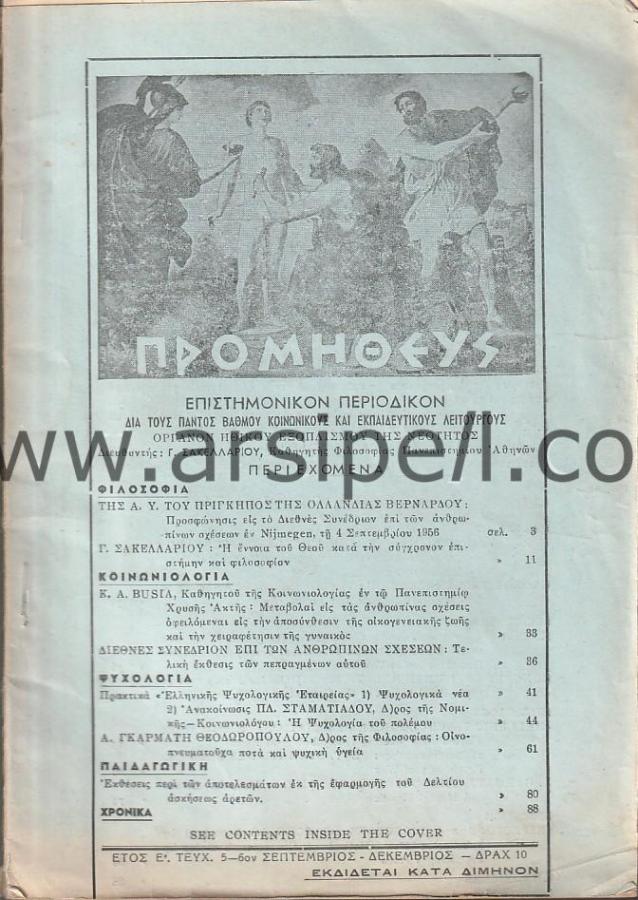 ΠΡΟΜΗΘΕΥΣ
ΕΠΙΣΤΗΜΟΝΙΚΟΝ ΠΕΡΙΟΔΙΚΟΝ
ΔΙΑ ΤΟΥΣ ΠΑΝΤΟΣ ΒΑΘΜΟΥ ΚΟΙΝΩΝΙΚΟΥΣ ΚΑΙ ΕΚΠΑΙΔΕΥΤΙΚΟΥΣ ΛΕΙΤΟΥΡΓΟΥΣ
ΟΡΓΑΝΟΝ ΗΘΙΚΟΥ ΕΞΟΠΛΙΣΜΟΥ ΤΗΣ ΝΕΟΤΗΤΟΣ
www.arsipell.co
Διευθυντής : Γ. ΣΑΚΕΛΛΑΡΙΟΥ, Καθηγητὴς Φιλοσοφίας Πανεπιστημίου Ἀθηνῶν
ΠΕΡΙΕΧΟΜΕΝΑ
ΦΙΛΟΣΟΦΙΑ
ΤΗΣ Α. Υ. ΤΟΥ ΠΡΙΓΚΗΠΟΣ ΤΗΣ ΟΛΛΑΝΔΙΑΣ ΒΕΡΝΑΡΔΟΥ :
Προσφώνησις εἰς τὸ Διεθνὲς Συνέδριον ἐπὶ τῶν ἀνθρω-
πίνων σχέσεων ἐν Nijmegen, τῇ 4 Σεπτεμβρίου 1956 σελ. 3
Γ. ΣΑΚΕΛΛΑΡΙΟΥ : Ἡ ἔννοια τοῦ Θεοῦ κατὰ τὴν σύγχρονον ἐπι-
στήμην καὶ φιλοσοφίαν » 11
ΚΟΙΝΩΝΙΟΛΟΓΙΑ
Κ. Α. BUSIA, Καθηγητοῦ τῆς Κοινωνιολογίας ἐν τῷ Πανεπιστημίῳ
Χρυσῆς Ἀκτῆς : Μεταβολαὶ εἰς τὰς ἀνθρωπίνας σχέσεις
ὀφειλόμεναι εἰς τὴν ἀποσύνθεσιν τῆς οἰκογενειακῆς ζωῆς
καὶ τὴν χειραφέτησιν τῆς γυναικὸς » 33
ΔΙΕΘΝΕΣ ΣΥΝΕΔΡΙΟΝ ΕΠΙ ΤΩΝ ΑΝΘΡΩΠΙΝΩΝ ΣΧΕΣΕΩΝ : Τε-
λικὴ ἔκθεσις τῶν πεπραγμένων αὐτοῦ » 36
ΨΥΧΟΛΟΓΙΑ
Πρακτικὰ «Ἑλληνικῆς Ψυχολογικῆς Ἑταιρείας» 1) Ψυχολογικὰ νέα » 41
2) Ἀνακοίνωσις ΠΛ. ΣΤΑΜΑΤΙΑΔΟΥ, Δ)ρος τῆς Νομι-
κῆς—Κοινωνιολόγου : Ἡ Ψυχολογία τοῦ πολέμου » 44
Α. ΓΚΑΡΜΑΤΗ ΘΕΟΔΩΡΟΠΟΥΛΟΥ, Δ)ρος τῆς Φιλοσοφίας : Οἰνο-
πνευματοῦχα ποτὰ καὶ ψυχικὴ ὑγεία » 61
ΠΑΙΔΑΓΩΓΙΚΗ
Ἐκθέσεις περὶ τῶν ἀποτελεσμάτων ἐκ τῆς ἐφαρμογῆς τοῦ Δελτίου
ἀσκήσεως ἀρετῶν. » 80
ΧΡΟΝΙΚΑ » 88
SEE CONTENTS INSIDE THE COVER
ΕΤΟΣ Ε'. ΤΕΥΧ. 5—6ον ΣΕΠΤΕΜΒΡΙΟΣ - ΔΕΚΕΜΒΡΙΟΣ — ΔΡΑΧ 10
ΕΚΔΙΔΕΤΑΙ ΚΑΤΑ ΔΙΜΗΝΟΝ